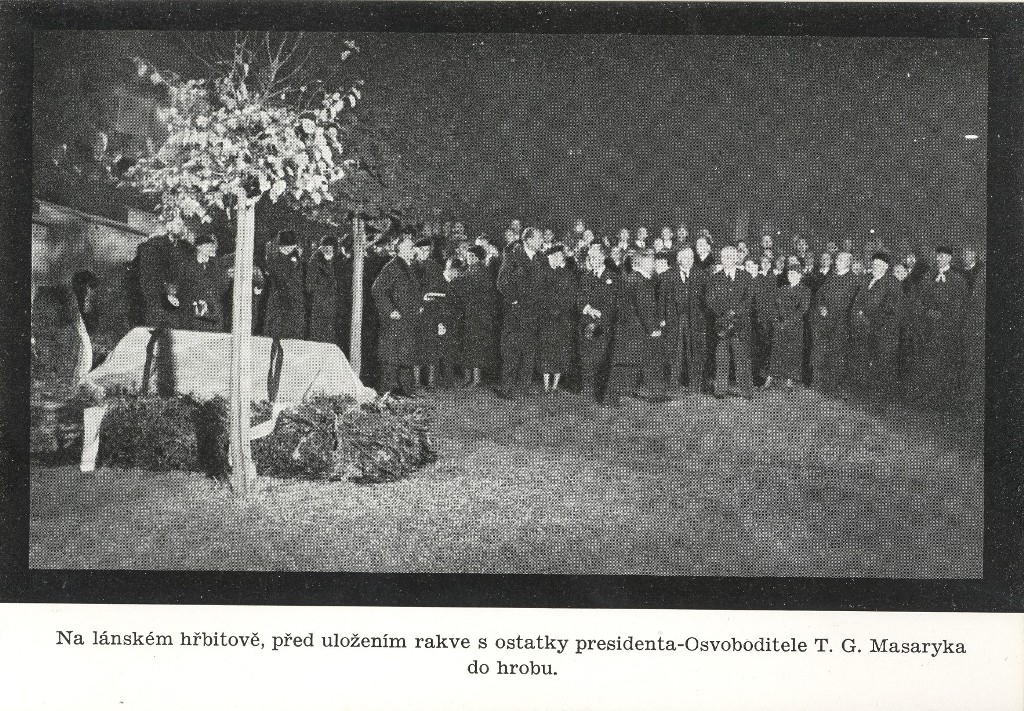 Na lánském hřbitově, před uložením rakve s ostatky presidenta-Osvoboditele T. G. Masaryka
do hrobu.